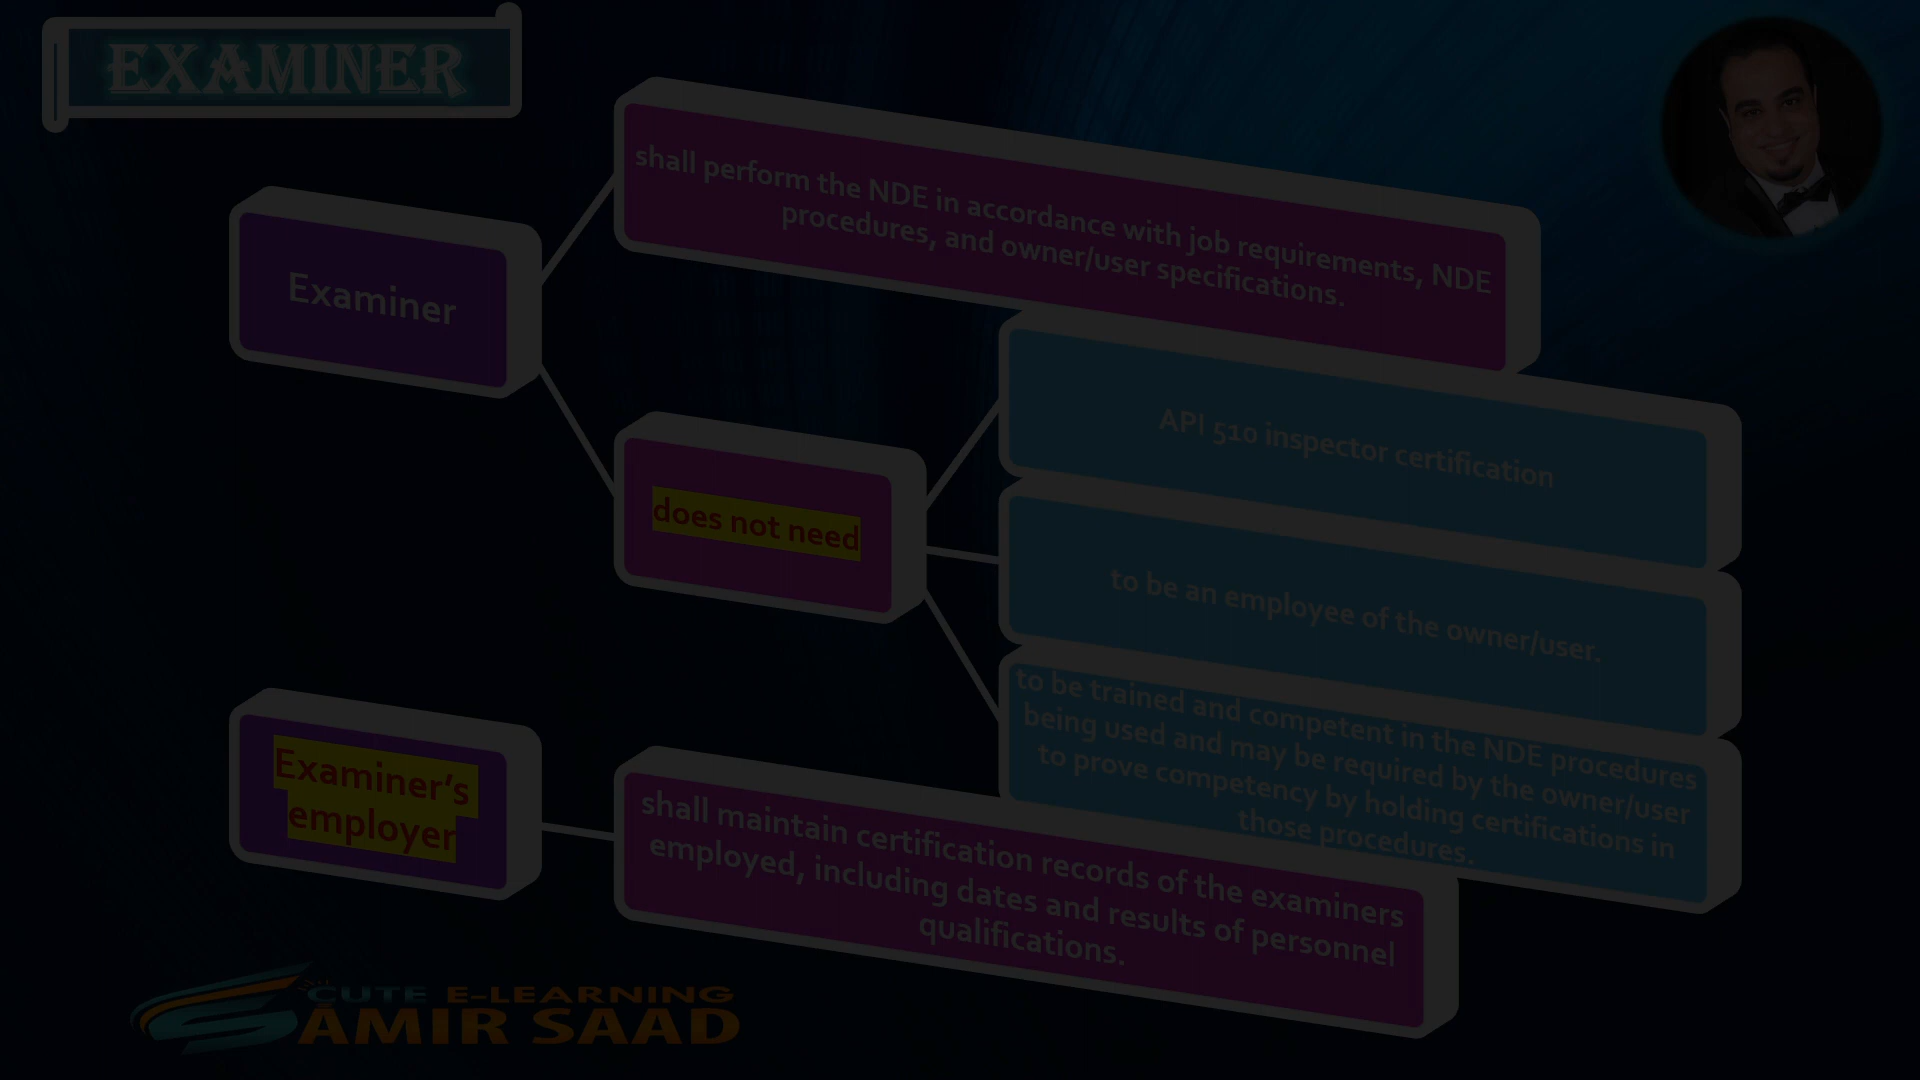 EXAMINER
shall perform the NDE in accordance with job requirements, NDE
procedures, and owner/user specifications.
Examiner
API 510 inspector certification
does not need
to be an employee of the owner/user.
to be trained and competent in the NDE procedures
being used and may be required by the owner/user
to prove competency by holding certifications in
those procedures.
Examiner's
employer
shall maintain certification records of the examiners
employed, including dates and results of personnel
qualifications.
CUTE E-LEARNING
AMIR SAAD